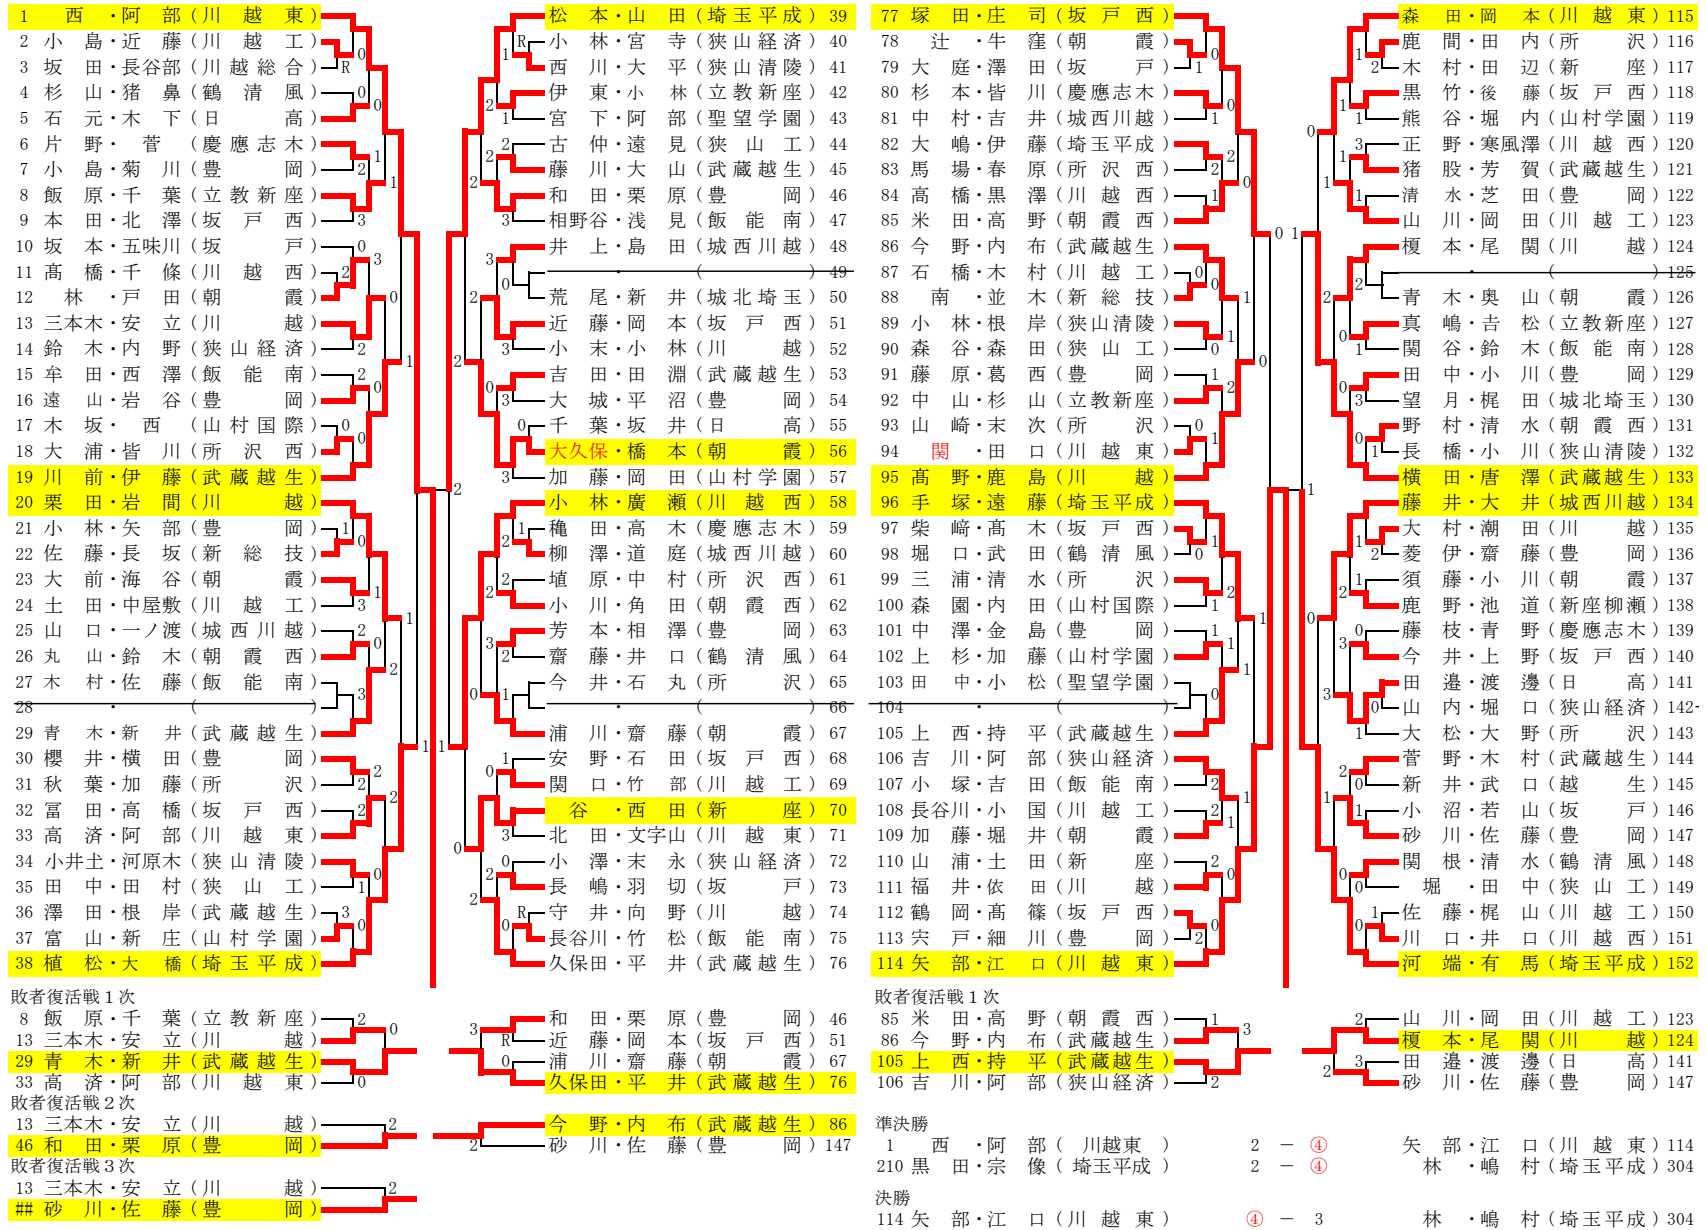 1 西 ・阿 部（川 越 東）
2 小 島・近 藤（川 越 工）
3 坂 田・長谷部（川越総合）
4 杉 山・猪 鼻（鶴 清 風）
5 石 元・木 下（日 高）
6 片 野・ 菅 （慶應志木）
7 小 島・菊 川（豊 岡）
8 飯 原・千 葉（立教新座）
9 本 田・北 澤（坂 戸 西）
10 坂 本・五味川（坂 戸）
11 髙 橋・千 條（川 越 西）
12 林 ・戸 田（朝 霞）
13 三本木・安 立（川 越）
14 鈴 木・内 野（狭山経済）
15 牟 田・西 澤（飯 能 南）
16 遠 山・岩 谷（豊 岡）
17 木 坂・ 西 （山村国際）
18 大 浦・皆 川（所 沢 西）
19 川 前・伊 藤（武蔵越生）
20 栗 田・岩 間（川 越）
21 小 林・矢 部（豊 岡）
22 佐 藤・長 坂（新 総 技）
23 大 前・海 谷（朝 霞）
24 土 田・中屋敷（川 越 工）
25 山 口・一ノ渡（城西川越）
26 丸 山・鈴 木（朝 霞 西）
27 木 村・佐 藤（飯 能 南）
28 ・ （ ）
29 青 木・新 井（武蔵越生）
30 櫻 井・横 田（豊 岡）
31 秋 葉・加 藤（所 沢）
32 冨 田・高 橋（坂 戸 西）
33 高 済・阿 部（川 越 東）
34 小井土・河原木（狭山清陵）
35 田 中・田 村（狭 山 工）
36 澤 田・根 岸（武蔵越生）
37 富 山・新 庄（山村学園）
38 植 松・大 橋（埼玉平成）
松 本・山 田（埼玉平成）39
小 林・宮 寺（狭山経済）40
西 川・大 平（狭山清陵）41
伊 東・小 林（立教新座）42
宮 下・阿 部（聖望学園）43
古 仲・遠 見（狭 山 工）44
藤 川・大 山（武蔵越生）45
和 田・栗 原（豊 岡）46
相野谷・浅 見（飯 能 南）47
井 上・島 田（城西川越）48
・ （ ）49
荒 尾・新 井（城北埼玉）50
近 藤・岡 本（坂 戸 西）51
小 末・小 林（川 越）52
吉 田・田 淵（武蔵越生）53
大 城・平 沼（豊 岡）54
千 葉・坂 井（日 高）55
大久保・橋 本（朝 霞）56
加 藤・岡 田（山村学園）57
小 林・廣 瀬（川 越 西）58
穐 田・高 木（慶應志木）59
柳 澤・道 庭（城西川越）60
埴 原・中 村（所 沢 西）61
小 川・角 田（朝 霞 西）62
芳 本・相 澤（豊 岡）63
齋 藤・井 口（鶴 清 風）64
今 井・石 丸（所 沢）65
・ （ ）66
浦 川・齋 藤（朝 霞）67
安 野・石 田（坂 戸 西）68
関 口・竹 部（川 越 工）69
谷 ・西 田（新 座）70
北 田・文字山（川 越 東）71
小 澤・末 永（狭山経済）72
長 嶋・羽 切（坂 戸）73
守 井・向 野（川 越）74
長谷川・竹 松（飯 能 南）75
久保田・平 井（武蔵越生）76
77 塚 田・庄 司（坂 戸 西）
78 辻 ・牛 窪（朝 霞）
79 大 庭・澤 田（坂 戸）
80 杉 本・皆 川（慶應志木）
81 中 村・吉 井（城西川越）
82 大 嶋・伊 藤（埼玉平成）
83 馬 場・春 原（所 沢 西）
84 高 橋・黒 澤（川 越 西）
85 米 田・高 野（朝 霞 西）
86 今 野・内 布（武蔵越生）
87 石 橋・木 村（川 越 工）
88 南 ・並 木（新 総 技）
89 小 林・根 岸（狭山清陵）
90 森 谷・森 田（狭 山 工）
91 藤 原・葛 西（豊 岡）
92 中 山・杉 山（立教新座）
93 山 崎・末 次（所 沢）
94 関 ・田 口（川 越 東）
95 髙 野・鹿 島（川 越）
96 手 塚・遠 藤（埼玉平成）
97 柴 﨑・髙 木（坂 戸 西）
98 堀 口・武 田（鶴 清 風）
99 三 浦・清 水（所 沢）
100 森 園・内 田（山村国際）
101 中 澤・金 島（豊 岡）
102 上 杉・加 藤（山村学園）
103 田 中・小 松（聖望学園）
104 ・ （ ）
105 上 西・持 平（武蔵越生）
106 吉 川・阿 部（狭山経済）
107 小 塚・吉 田（飯 能 南）
108 長谷川・小 国（川 越 工）
109 加 藤・堀 井（朝 霞）
110 山 浦・土 田（新 座）
111 福 井・依 田（川 越）
112 鶴 岡・髙 篠（坂 戸 西）
113 宍 戸・細 川（豊 岡）
114 矢 部・江 口（川 越 東）
森 田・岡 本（川 越 東）115
鹿 間・田 内（所 沢）116
木 村・田 辺（新 座）117
黒 竹・後 藤（坂 戸 西）118
熊 谷・堀 内（山村学園）119
正 野・寒風澤（川 越 西）120
猪 股・芳 賀（武蔵越生）121
清 水・芝 田（豊 岡）122
山 川・岡 田（川 越 工）123
榎 本・尾 関（川 越）124
・ （ ）125
青 木・奥 山（朝 霞）126
真 嶋・𠮷 松（立教新座）127
関 谷・鈴 木（飯 能 南）128
田 中・小 川（豊 岡）129
望 月・梶 田（城北埼玉）130
野 村・清 水（朝 霞 西）131
長 橋・小 川（狭山清陵）132
横 田・唐 澤（武蔵越生）133
藤 井・大 井（城西川越）134
大 村・潮 田（川 越）135
菱 伊・齋 藤（豊 岡）136
須 藤・小 川（朝 霞）137
鹿 野・池 道（新座柳瀬）138
藤 枝・青 野（慶應志木）139
今 井・上 野（坂 戸 西）140
田 邉・渡 邊（日 高）141
山 内・堀 口（狭山経済）142
大 松・大 野（所 沢）143
菅 野・木 村（武蔵越生）144
新 井・武 口（越 生）145
小 沼・若 山（坂 戸）146
砂 川・佐 藤（豊 岡）147
関 根・清 水（鶴 清 風）148
堀 ・田 中（狭 山 工）149
佐 藤・梶 山（川 越 工）150
川 口・井 口（川 越 西）151
河 端・有 馬（埼玉平成）152
敗者復活戦１次
8 飯 原・千 葉（立教新座）
13 三本木・安 立（川 越）
29 青 木・新 井（武蔵越生）
33 高 済・阿 部（川 越 東）
和 田・栗 原（豊 岡）46
近 藤・岡 本（坂 戸 西）51
浦 川・齋 藤（朝 霞）67
久保田・平 井（武蔵越生）76
敗者復活戦２次
13 三本木・安 立（川 越）
46 和 田・栗 原（豊 岡）
今 野・内 布（武蔵越生）86
砂 川・佐 藤（豊 岡）147
敗者復活戦３次
13 三本木・安 立（川 越）
## 砂 川・佐 藤（豊 岡）
敗者復活戦１次
85 米 田・高 野（朝 霞 西）
86 今 野・内 布（武蔵越生）
105 上 西・持 平（武蔵越生）
106 吉 川・阿 部（狭山経済）
山 川・岡 田（川 越 工）123
榎 本・尾 関（川 越）124
田 邉・渡 邊（日 高）141
砂 川・佐 藤（豊 岡）147
準決勝
1 西 ・阿 部（ 川越東 ） 2 － ④ 矢 部・江 口（川 越 東）114
210 黒 田・宗 像（埼玉平成） 2 － ④ 林 ・嶋 村（埼玉平成）304
決勝
114 矢 部・江 口（川 越 東） ④ － 3 林 ・嶋 村（埼玉平成）304